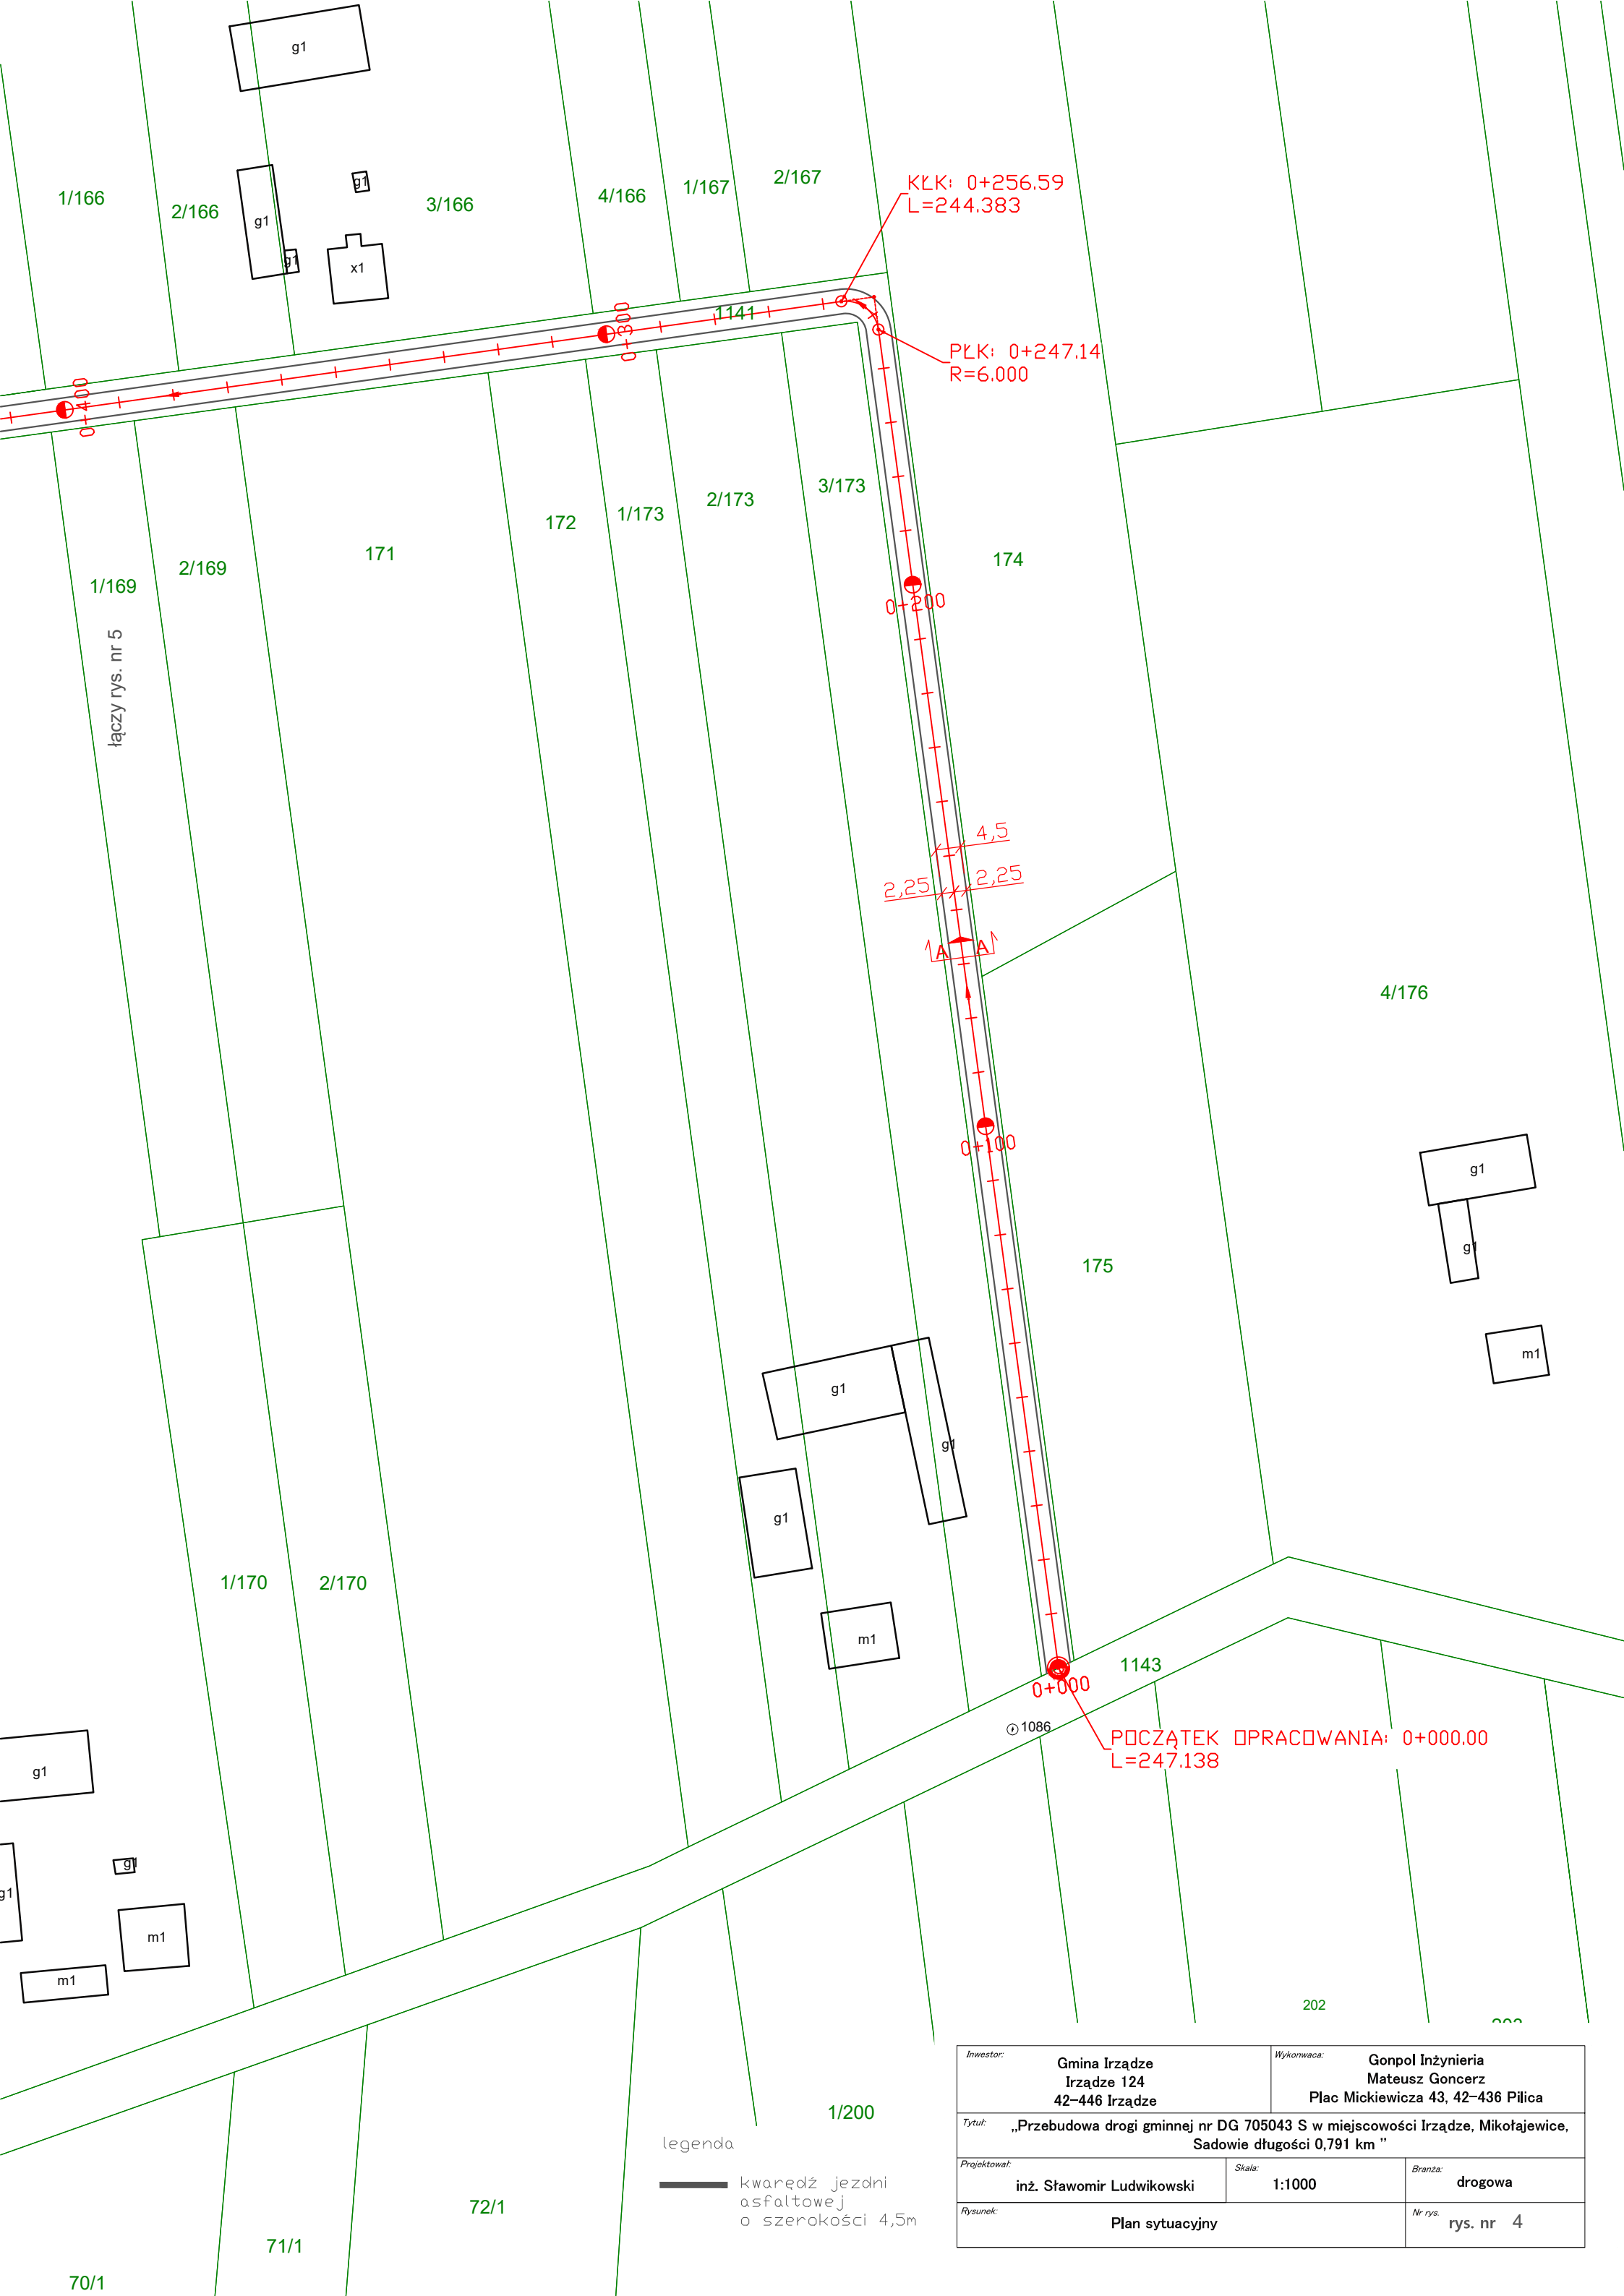 g1
1/166
2/166
g1
g1
g1
x1
3/166
4/166
1/167
2/167
KŁK: 0+256.59
L=244.383
1141
0+300
0+400
PŁK: 0+247.14
R=6.000
1/169
2/169
171
172
1/173
2/173
3/173
174
0+200
łączy rys. nr 5
4,5
2,25
2,25
A
A
4/176
0+100
g1
g1
m1
175
g1
g1
g1
m1
1/170
2/170
1143
0+000
1086
POCZĄTEK OPRACOWANIA: 0+000.00
L=247.138
g1
g1
g1
m1
m1
202
1/200
72/1
71/1
70/1
legenda
kwaredź jezdni
asfaltowej
o szerokości 4,5m
Inwestor:
Gmina Irządze
Irządze 124
42-446 Irządze
Wykonwaca:
Gonpol Inżynieria
Mateusz Goncerz
Plac Mickiewicza 43, 42-436 Pilica
Tytuł:
„Przebudowa drogi gminnej nr DG 705043 S w miejscowości Irządze, Mikołajewice,
Sadowie długości 0,791 km ”
Projektował:
inż. Sławomir Ludwikowski
Skala:
1:1000
Branża:
drogowa
Rysunek:
Plan sytuacyjny
Nr rys.
rys. nr 4